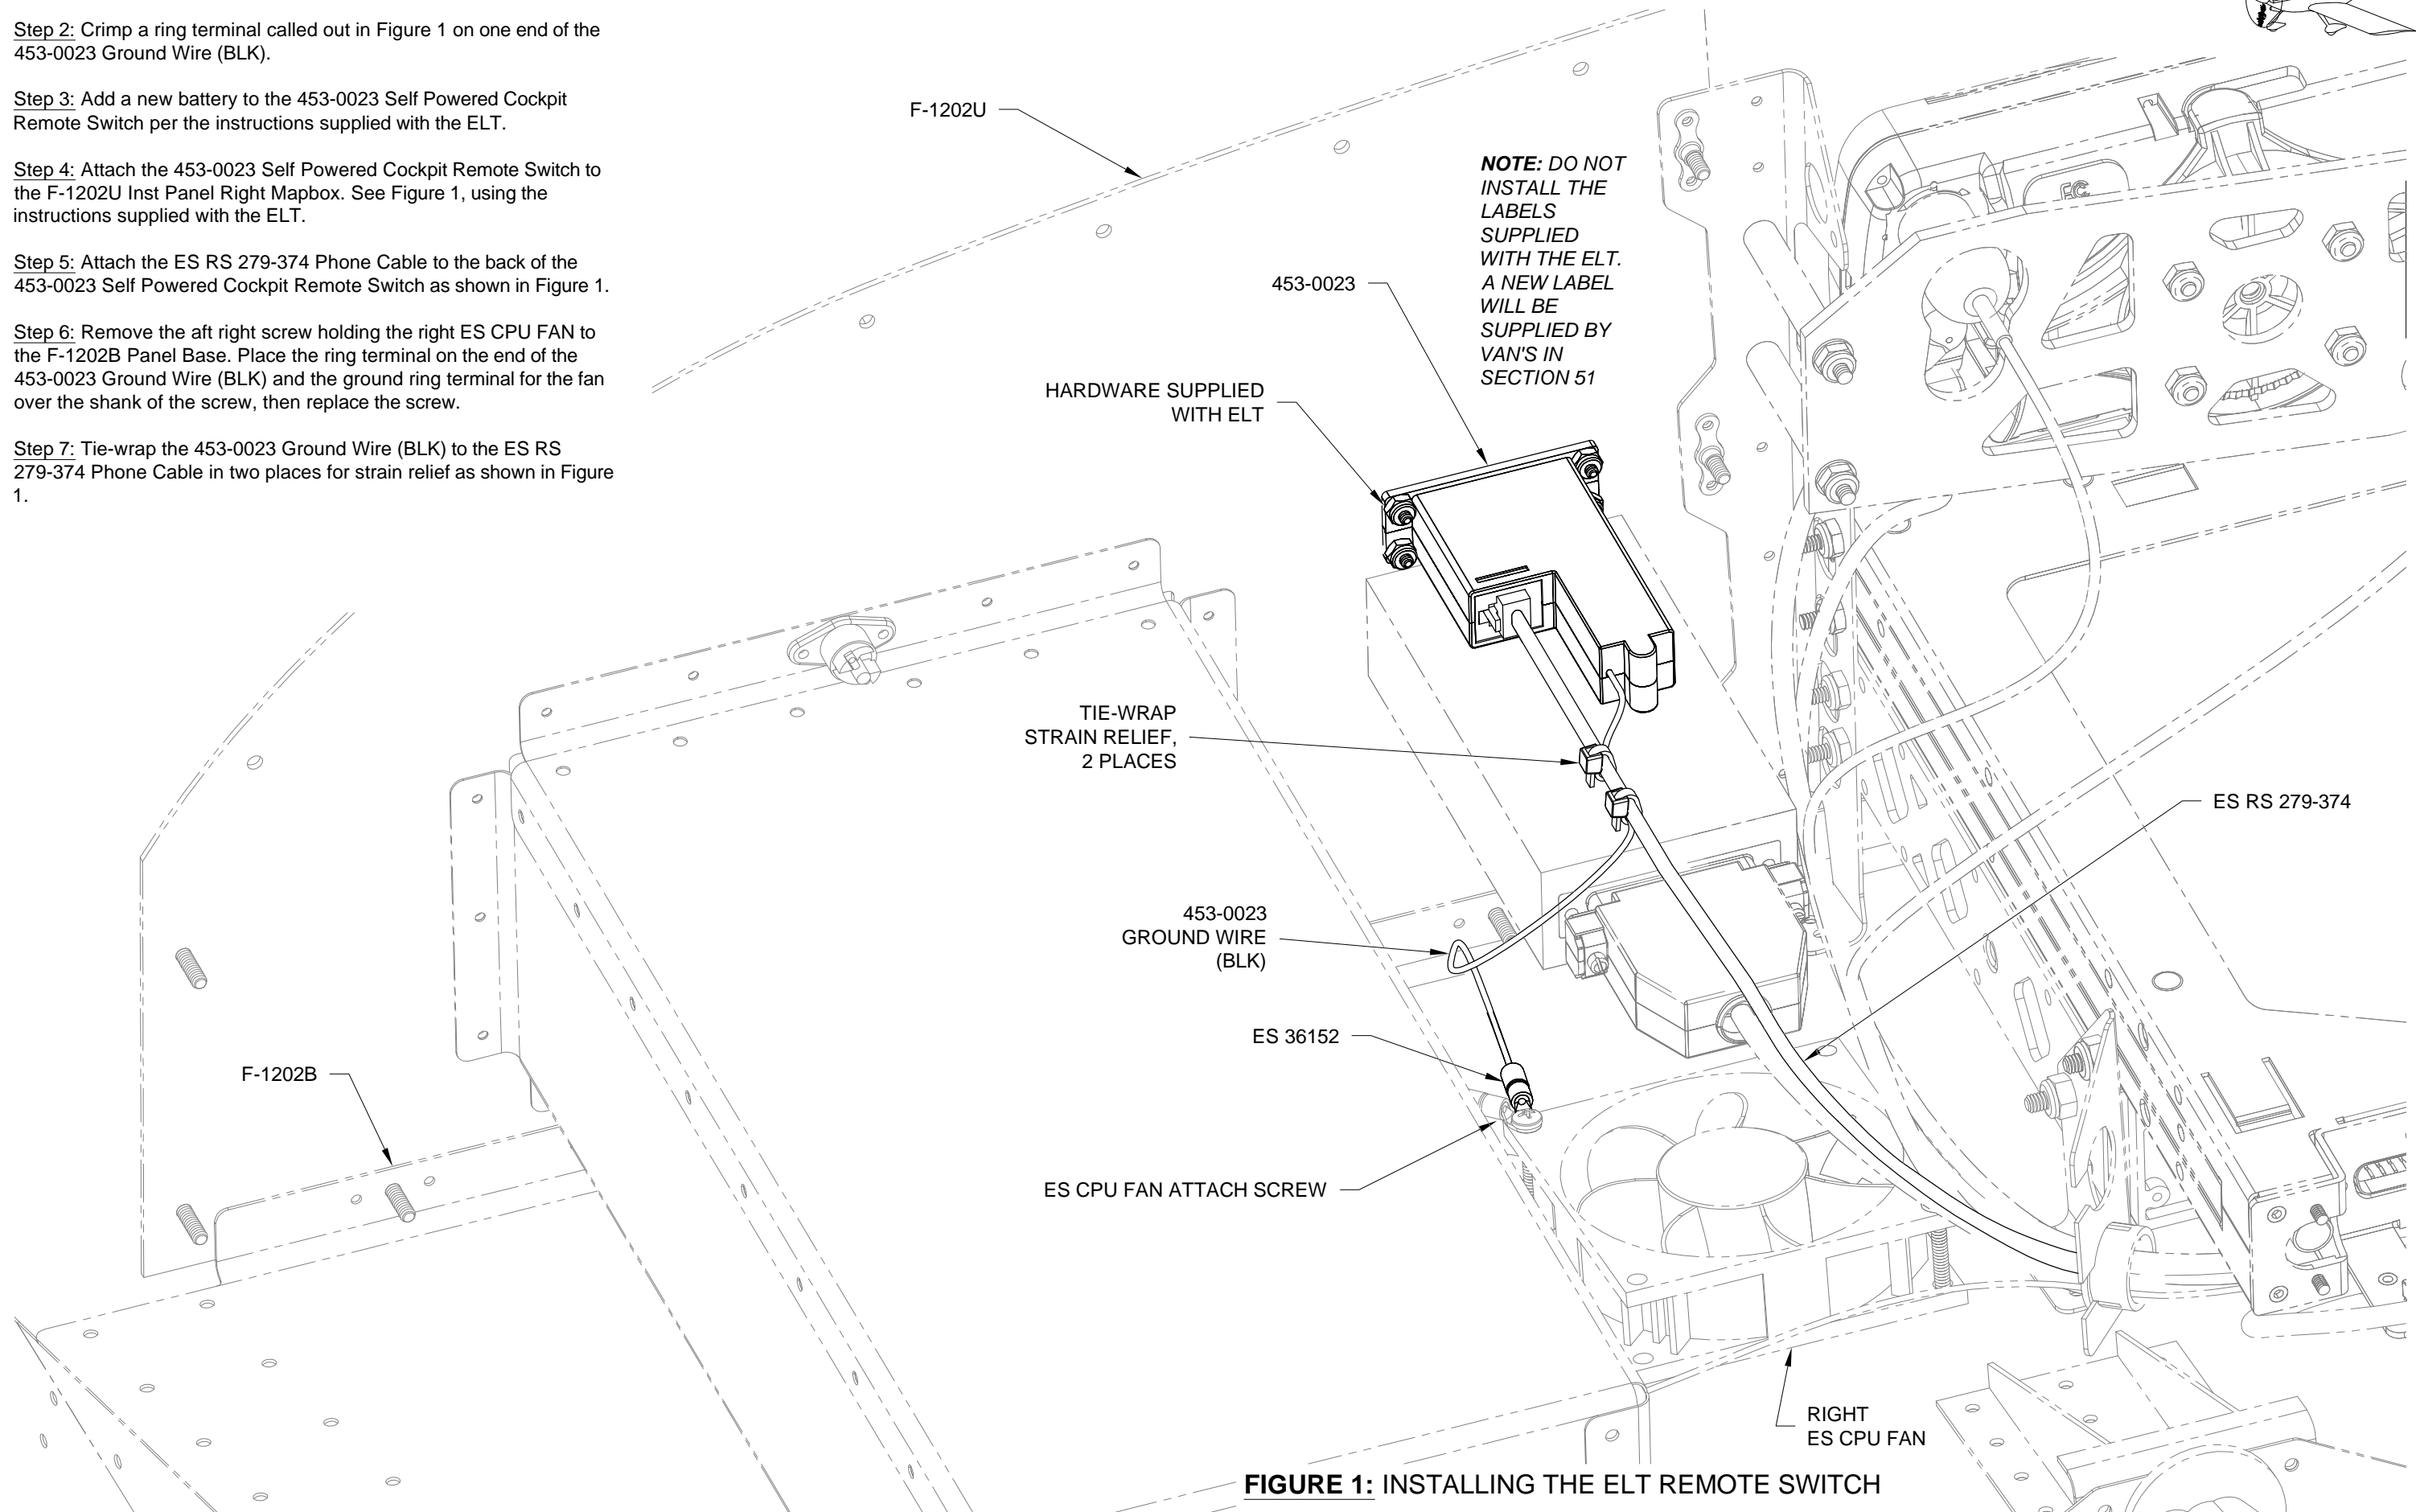 Step 2: Crimp a ring terminal called out in Figure 1 on one end of the
453-0023 Ground Wire (BLK).
Step 3: Add a new battery to the 453-0023 Self Powered Cockpit
Remote Switch per the instructions supplied with the ELT.
Step 4: Attach the 453-0023 Self Powered Cockpit Remote Switch to
the F-1202U Inst Panel Right Mapbox. See Figure 1, using the
instructions supplied with the ELT.
Step 5: Attach the ES RS 279-374 Phone Cable to the back of the
453-0023 Self Powered Cockpit Remote Switch as shown in Figure 1.
Step 6: Remove the aft right screw holding the right ES CPU FAN to
the F-1202B Panel Base. Place the ring terminal on the end of the
453-0023 Ground Wire (BLK) and the ground ring terminal for the fan
over the shank of the screw, then replace the screw.
Step 7: Tie-wrap the 453-0023 Ground Wire (BLK) to the ES RS
279-374 Phone Cable in two places for strain relief as shown in Figure
1.
F-1202U
NOTE: DO NOT
INSTALL THE
LABELS
SUPPLIED
WITH THE ELT.
A NEW LABEL
WILL BE
SUPPLIED BY
VAN'S IN
SECTION 51
453-0023
HARDWARE SUPPLIED
WITH ELT
TIE-WRAP
STRAIN RELIEF,
2 PLACES
ES RS 279-374
453-0023
GROUND WIRE
(BLK)
ES 36152
F-1202B
ES CPU FAN ATTACH SCREW
RIGHT
ES CPU FAN
FIGURE 1: INSTALLING THE ELT REMOTE SWITCH